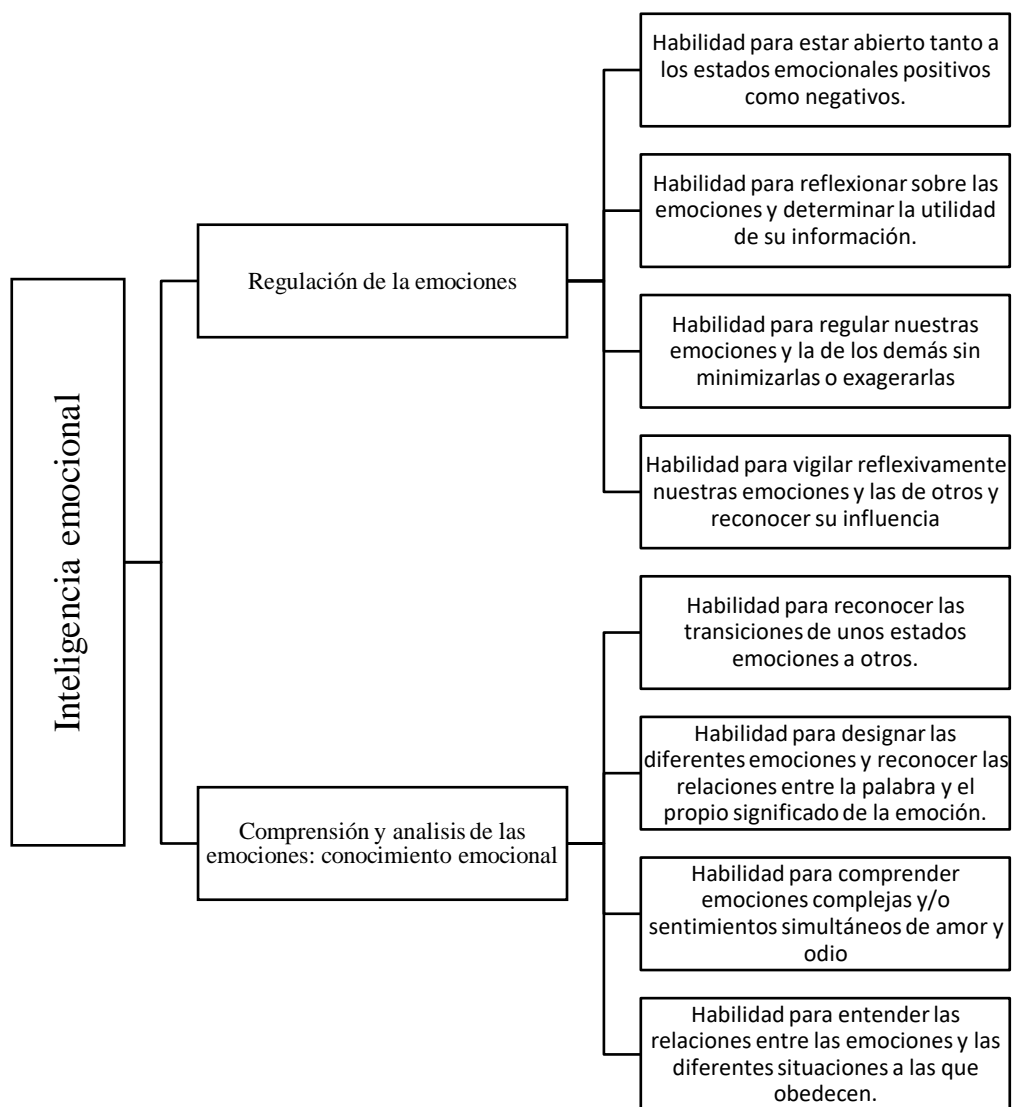 Inteligencia emocional
Regulación de la emociones
Habilidad para estar abierto tanto a
los estados emocionales positivos
como negativos.
Habilidad para reflexionar sobre las
emociones y determinar la utilidad
de su información.
Habilidad para regular nuestras
emociones y la de los demás sin
minimizarlas o exagerarlas
Habilidad para vigilar reflexivamente
nuestras emociones y las de otros y
reconocer su influencia
Comprensión y analisis de las
emociones: conocimiento emocional
Habilidad para reconocer las
transiciones de unos estados
emociones a otros.
Habilidad para designar las
diferentes emociones y reconocer las
relaciones entre la palabra y el
propio significado de la emoción.
Habilidad para comprender
emociones complejas y/o
sentimientos simultáneos de amor y
odio
Habilidad para entender las
relaciones entre las emociones y las
diferentes situaciones a las que
obedecen.